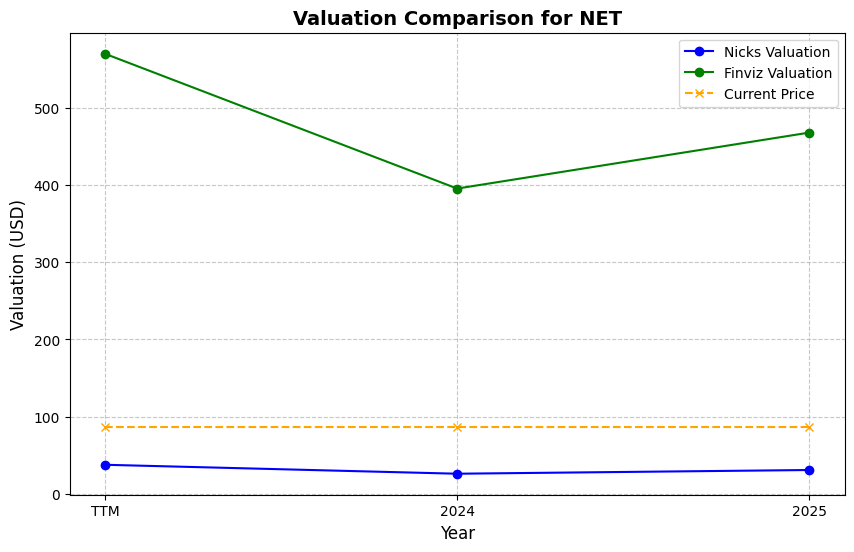 Valuation Comparison for NET
Nicks Valuation
Finviz Valuation
Current Price
Valuation (USD)
500
400
300
200
100
0
TTM
2024
2025
Year